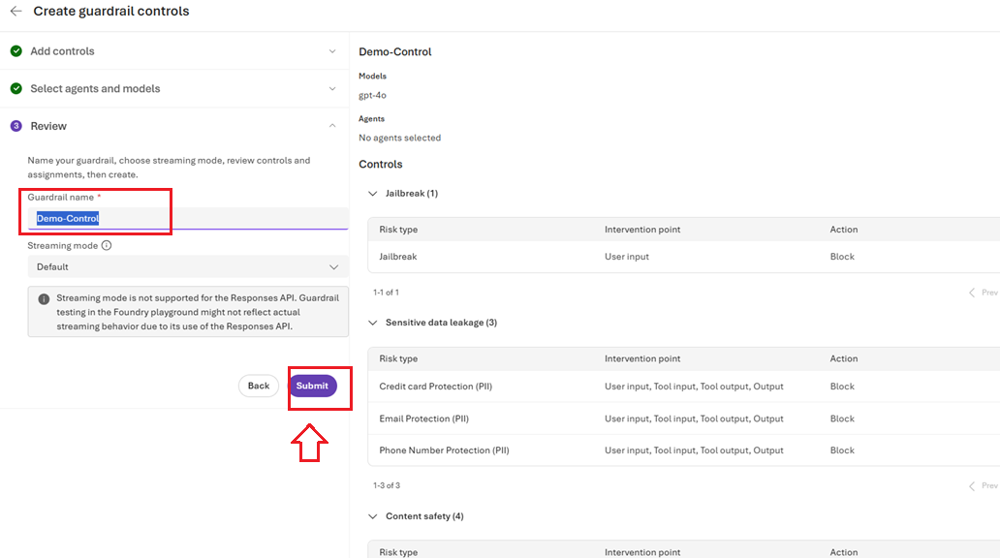 Create guardrail controls
Add controls
Select agents and models
3 Review
Name your guardrail, choose streaming mode, review controls and
assignments, then create.
Guardrail name *
Demo-Control
Streaming mode
Default
Streaming mode is not supported for the Responses API. Guardrail
testing in the Foundry playground might not reflect actual
streaming behavior due to its use of the Responses API.
Back Submit
Demo-Control
Models
gpt-4o
Agents
No agents selected
Controls
Jailbreak (1)
Risk type Intervention point Action
Jailbreak User input Block
1-1 of 1 Prev
Sensitive data leakage (3)
Risk type Intervention point Action
Credit card Protection (PII) User input, Tool input, Tool output, Output Block
Email Protection (PII) User input, Tool input, Tool output, Output Block
Phone Number Protection (PII) User input, Tool input, Tool output, Output Block
1-3 of 3 Prev
Content safety (4)
Risk type Intervention point Action